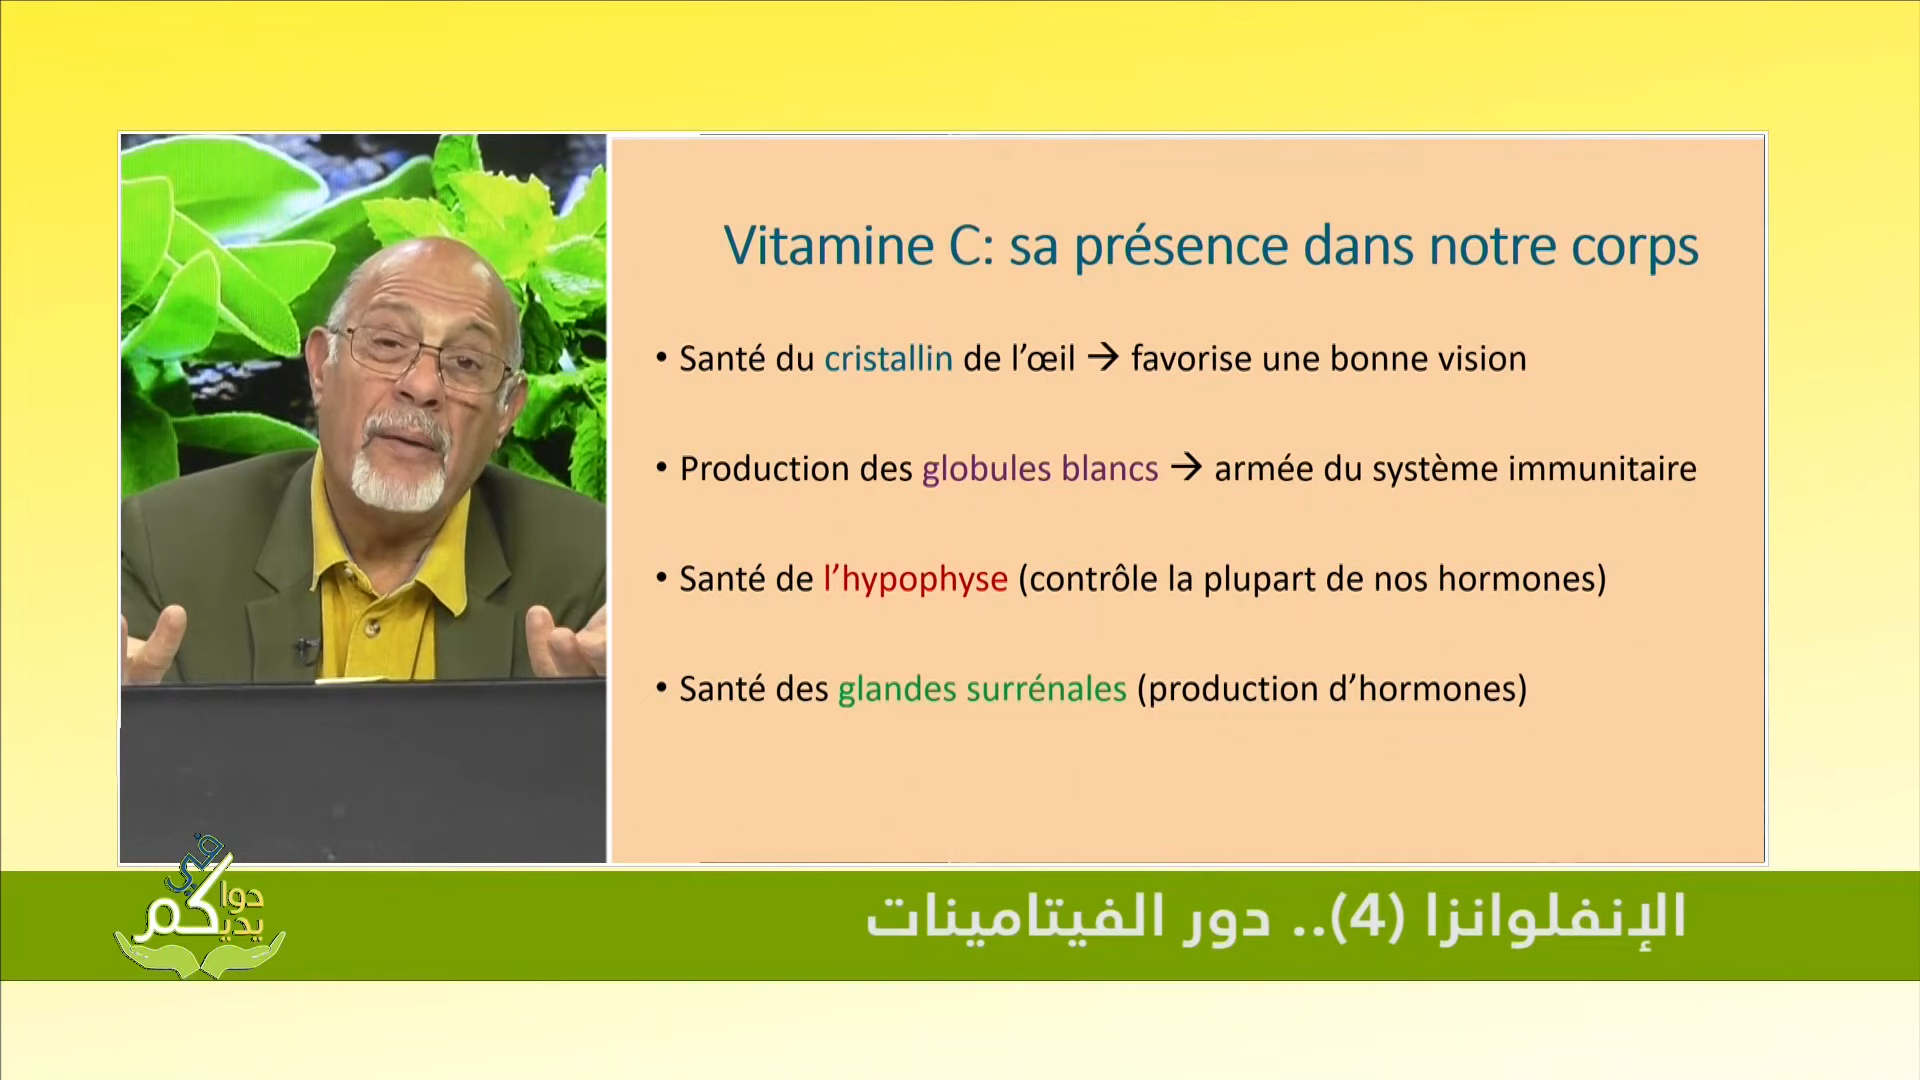 Vitamine C: sa présence dans notre corps
• Santé du cristallin de l’œil → favorise une bonne vision
• Production des globules blancs → armée du système immunitaire
• Santé de l’hypophyse (contrôle la plupart de nos hormones)
• Santé des glandes surrénales (production d’hormones)
الإنفلوانزا (4).. دور الفيتامينات
دواكم في يديكم